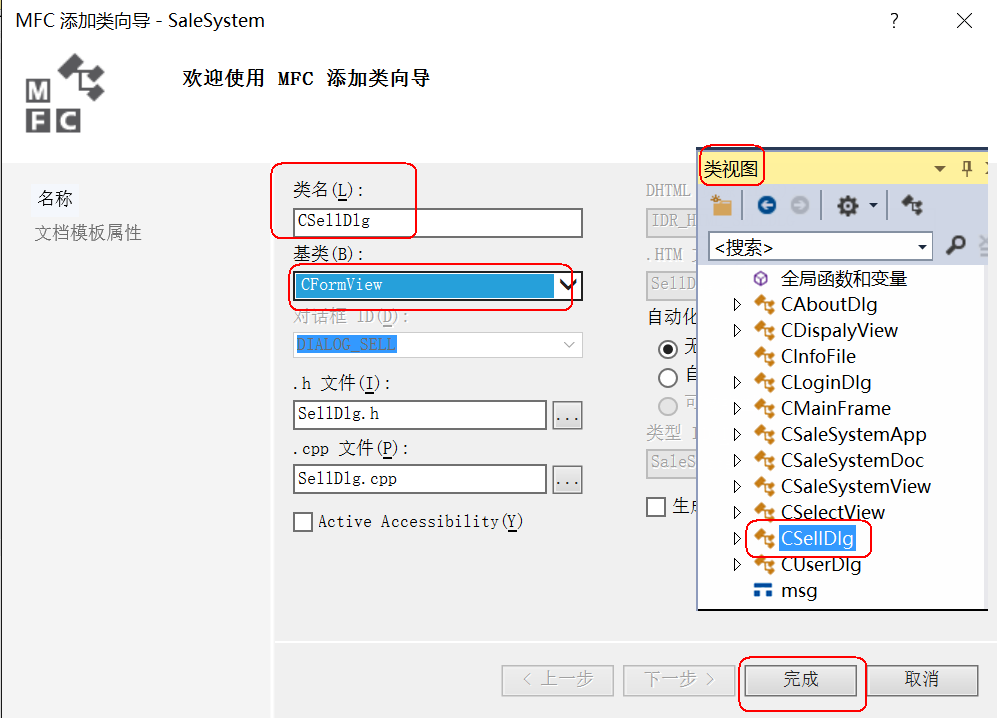 MFC 添加类向导 - SaleSystem
?
M
F C
欢迎使用 MFC 添加类向导
名称
文档模板属性
类名(L):
CSellDlg
基类(B):
CFormView
对话框 ID(D):
DIALOG_SELL
.h 文件(I):
SellDlg.h
...
.cpp 文件(P):
SellDlg.cpp
...
Active Accessibility(Y)
DHTML
IDR_H
.HTM
SellD
自动化
无
自
可
类型
SaleS
生成
类视图
<搜索>
全局函数和变量
CAboutDlg
CDispalyView
CInfoFile
CLoginDlg
CMainFrame
CSaleSystemApp
CSaleSystemDoc
CSaleSystemView
CSelectView
CSellDlg
CUserDlg
msg
< 上一步
下一步 >
完成
取消